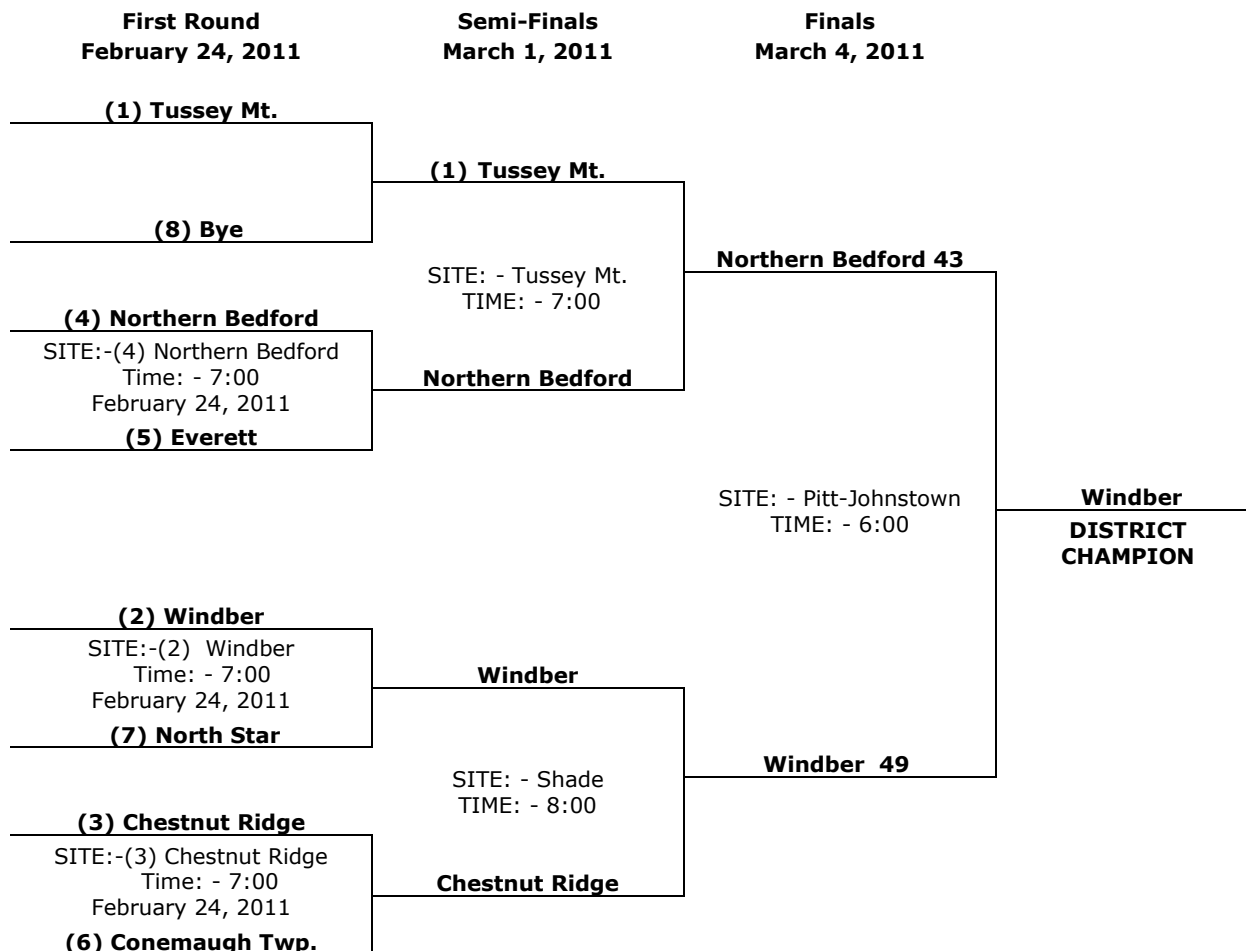 First Round
February 24, 2011
Semi-Finals
March 1, 2011
Finals
March 4, 2011
(1) Tussey Mt.
(1) Tussey Mt.
(8) Bye
SITE: - Tussey Mt.
TIME: - 7:00
Northern Bedford 43
(4) Northern Bedford
SITE:-(4) Northern Bedford
Time: - 7:00
February 24, 2011
Northern Bedford
(5) Everett
SITE: - Pitt-Johnstown
TIME: - 6:00
Windber
DISTRICT
CHAMPION
(2) Windber
SITE:-(2) Windber
Time: - 7:00
February 24, 2011
Windber
(7) North Star
SITE: - Shade
TIME: - 8:00
Windber 49
(3) Chestnut Ridge
SITE:-(3) Chestnut Ridge
Time: - 7:00
February 24, 2011
Chestnut Ridge
(6) Conemaugh Twp.